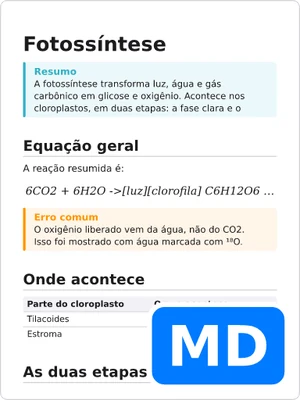 Fotossíntese
Resumo
A fotossíntese transforma luz, água e gás
carbônico em glicose e oxigênio. Acontece nos
cloroplastos, em duas etapas: a fase clara e o
Equação geral
A reação resumida é:
6CO2 + 6H2O ->[luz][clorofila] C6H12O6 ...
Erro comum
O oxigênio liberado vem da água, não do CO2.
Isso foi mostrado com água marcada com ¹⁸O.
Onde acontece
Parte do cloroplasto
Tilacoides
Estroma
As duas etapas
MD